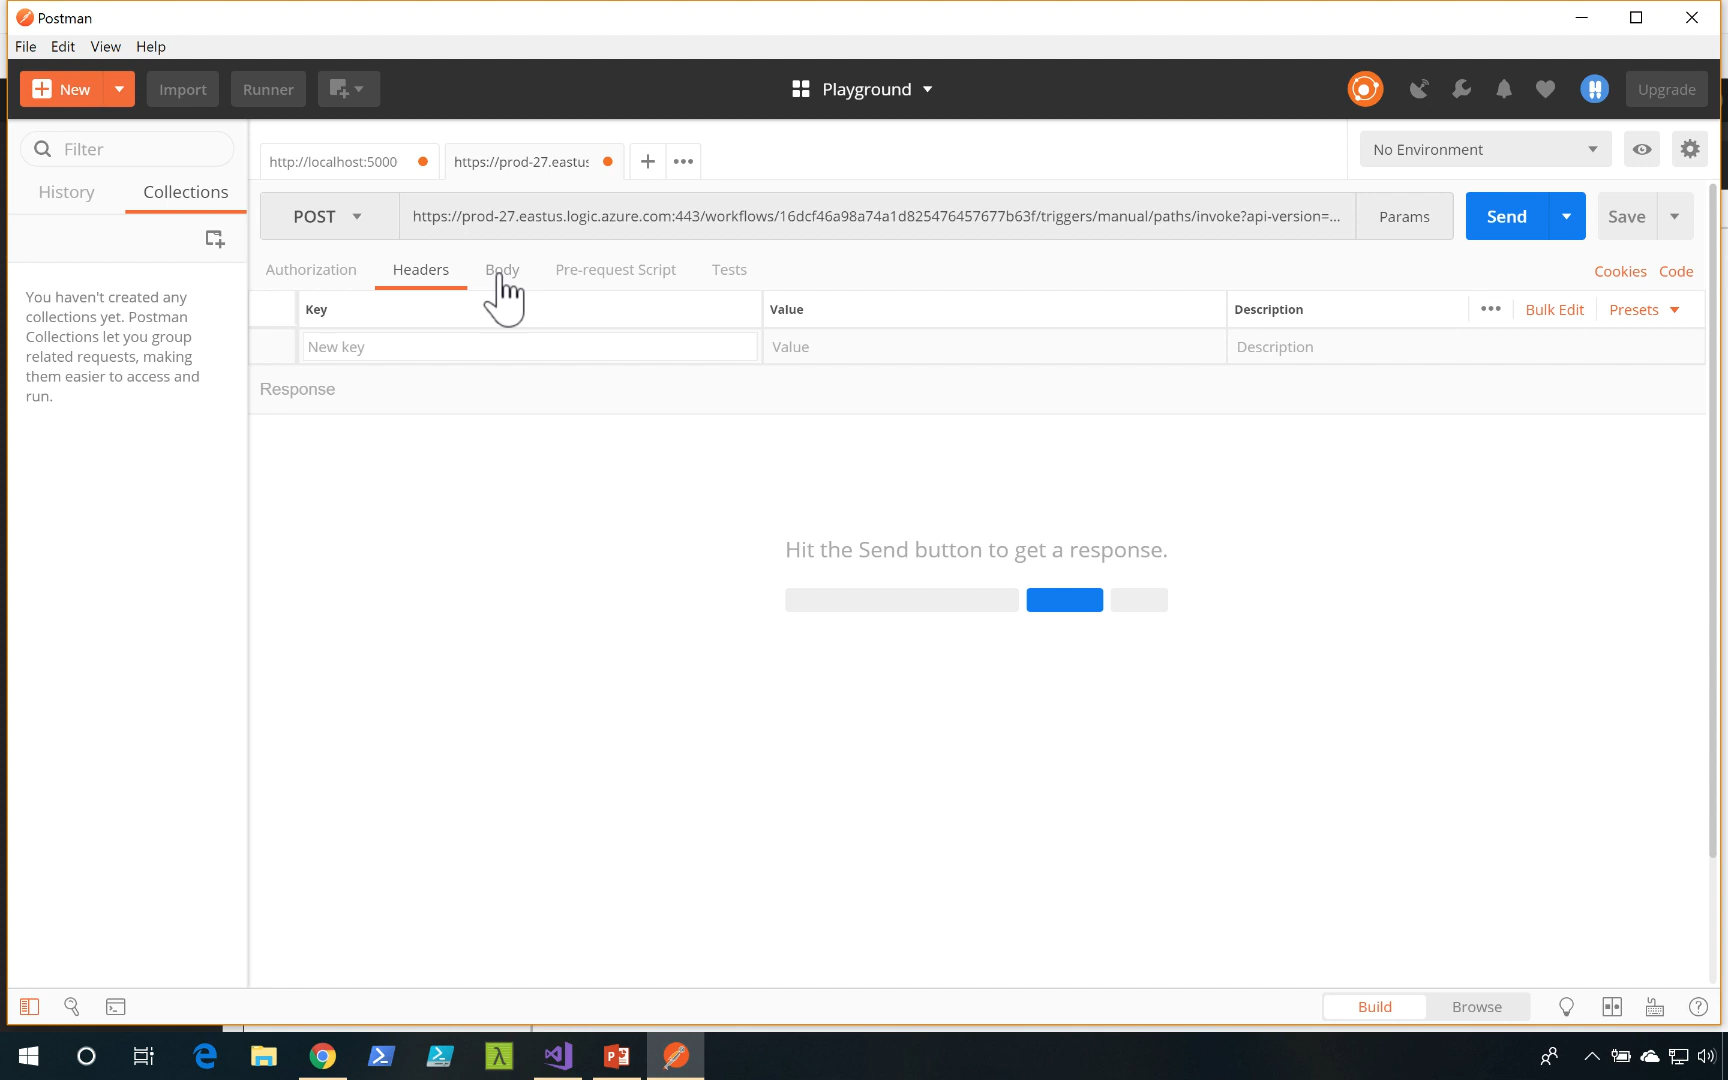 Postman
File Edit View Help
New Import Runner Playground Upgrade
Filter
History Collections
You haven't created any
collections yet. Postman
Collections let you group
related requests, making
them easier to access and
run.
http://localhost:5000 https://prod-27.eastus No Environment
POST https://prod-27.eastus.logic.azure.com:443/workflows/16dcf46a98a74a1d825476457677b63f/triggers/manual/paths/invoke?api-version=... Params Send Save
Authorization Headers Body Pre-request Script Tests Cookies Code
Key Value Description Bulk Edit Presets
New key Value Description
Response
Hit the Send button to get a response.
Build Browse